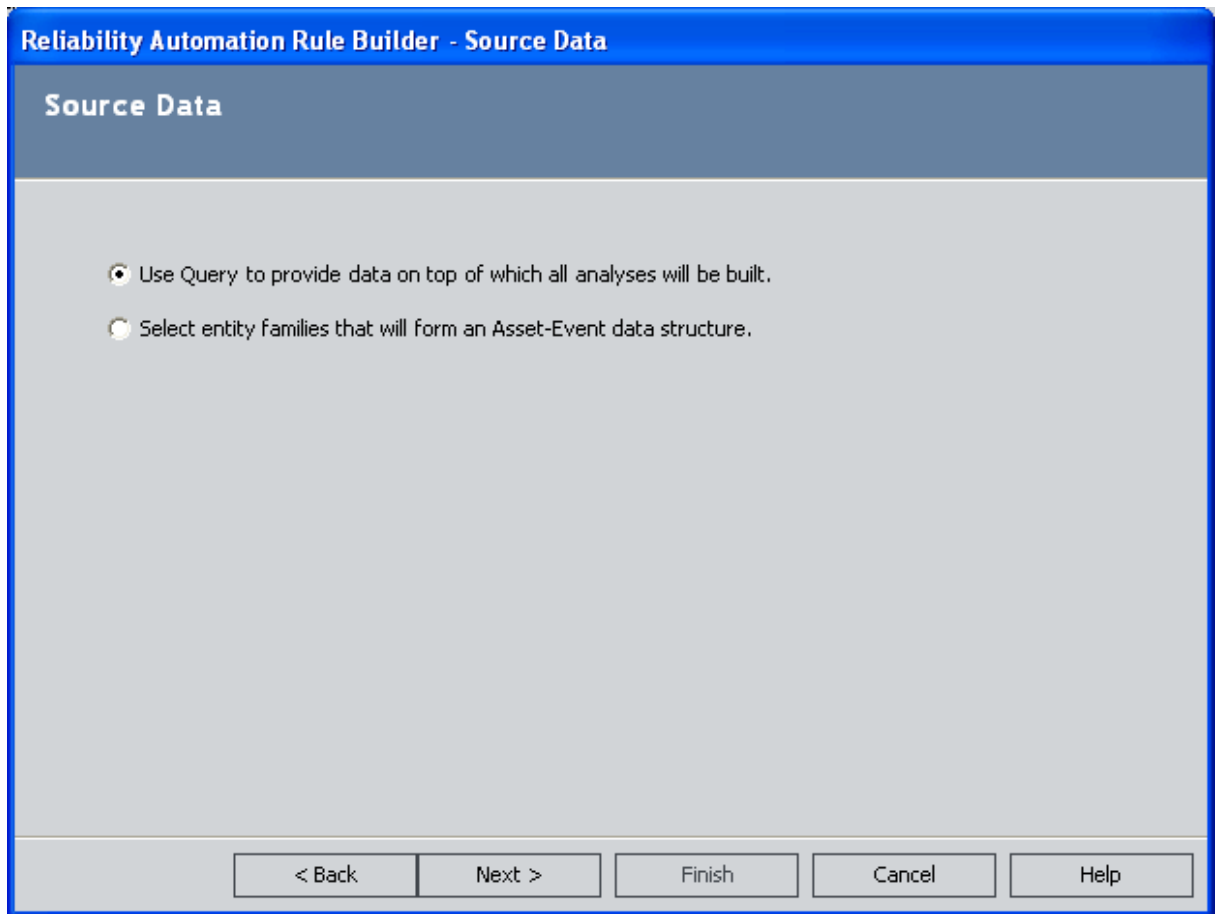 Reliability Automation Rule Builder - Source Data
Source Data
Use Query to provide data on top of which all analyses will be built.
Select entity families that will form an Asset-Event data structure.
< Back Next > Finish Cancel Help